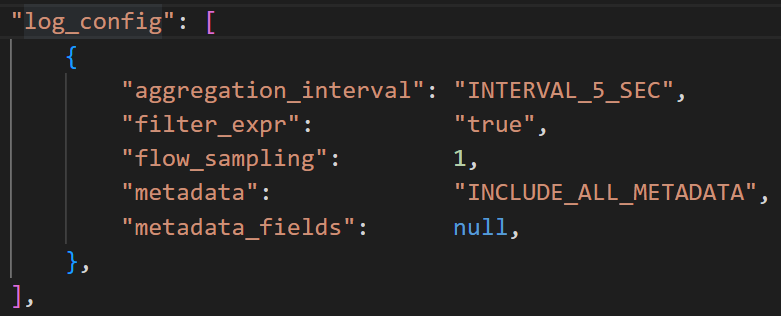 "log_config": [
{
"aggregation_interval": "INTERVAL_5_SEC",
"filter_expr": "true",
"flow_sampling": 1,
"metadata": "INCLUDE_ALL_METADATA",
"metadata_fields": null,
},
],